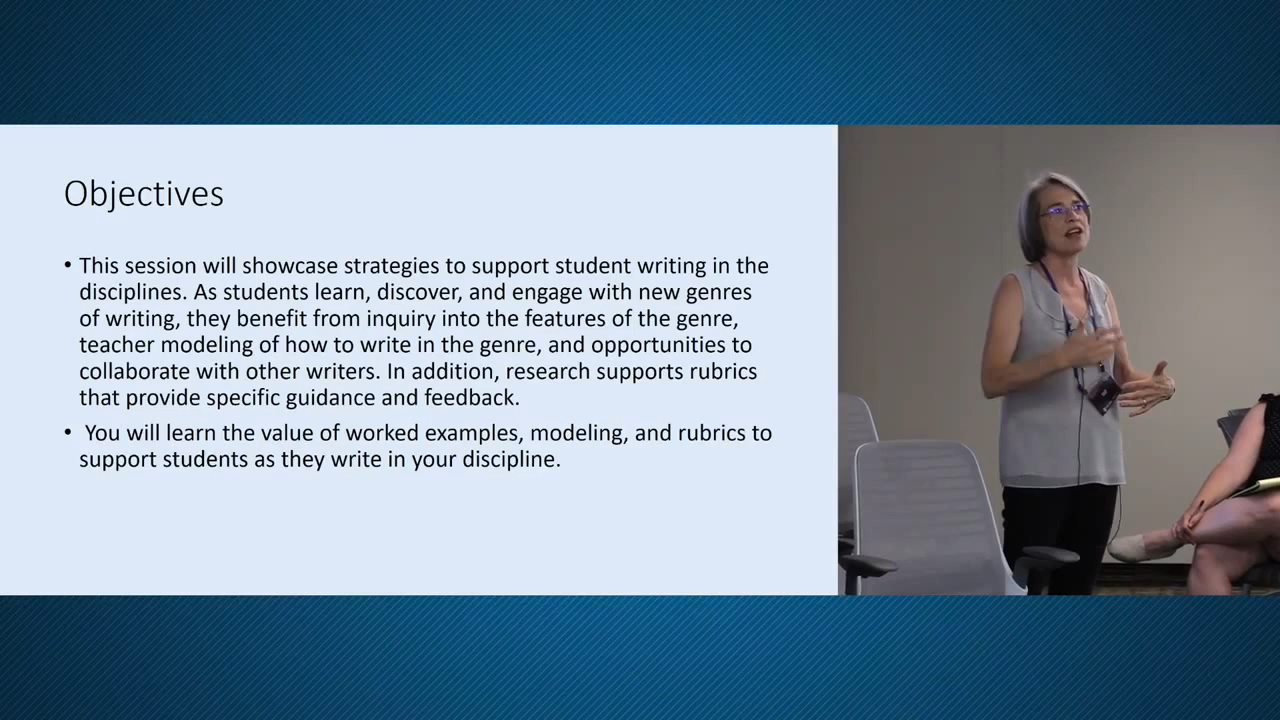 Objectives
• This session will showcase strategies to support student writing in the
disciplines. As students learn, discover, and engage with new genres
of writing, they benefit from inquiry into the features of the genre,
teacher modeling of how to write in the genre, and opportunities to
collaborate with other writers. In addition, research supports rubrics
that provide specific guidance and feedback.
• You will learn the value of worked examples, modeling, and rubrics to
support students as they write in your discipline.